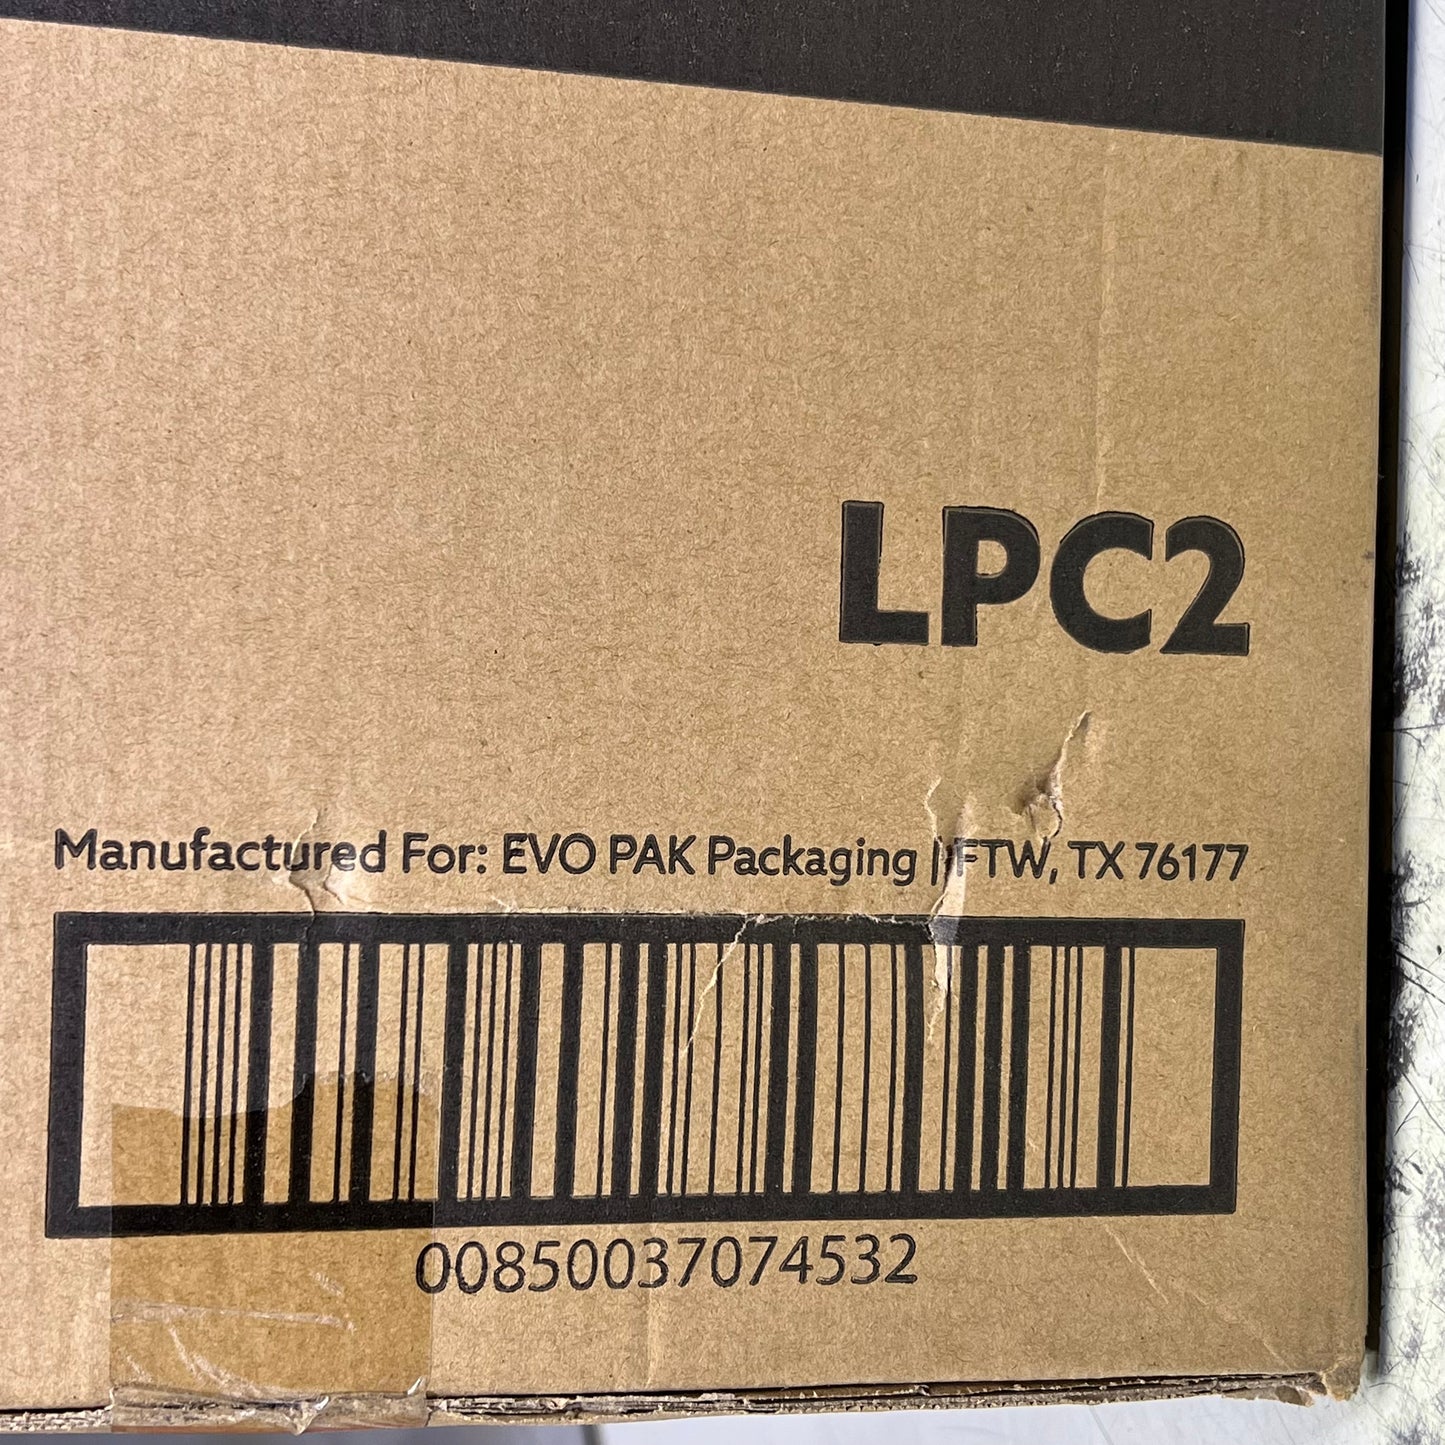 LPC2
Manufactured For: EVO PAK Packaging | FTW, TX 76177
00850037074532